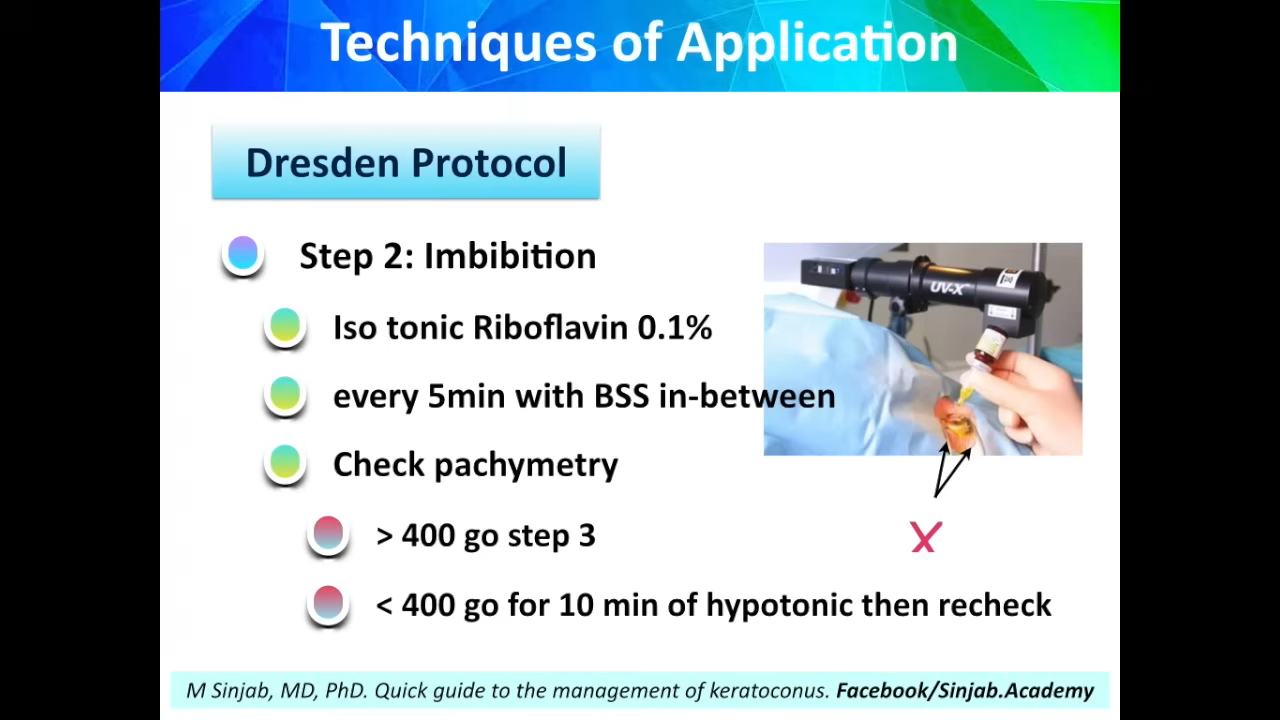 Techniques of Application
Dresden Protocol
Step 2: Imbibition
Iso tonic Riboflavin 0.1%
every 5min with BSS in-between
Check pachymetry
> 400 go step 3
< 400 go for 10 min of hypotonic then recheck
UV-X
X
M Sinjab, MD, PhD. Quick guide to the management of keratoconus. Facebook/Sinjab.Academy